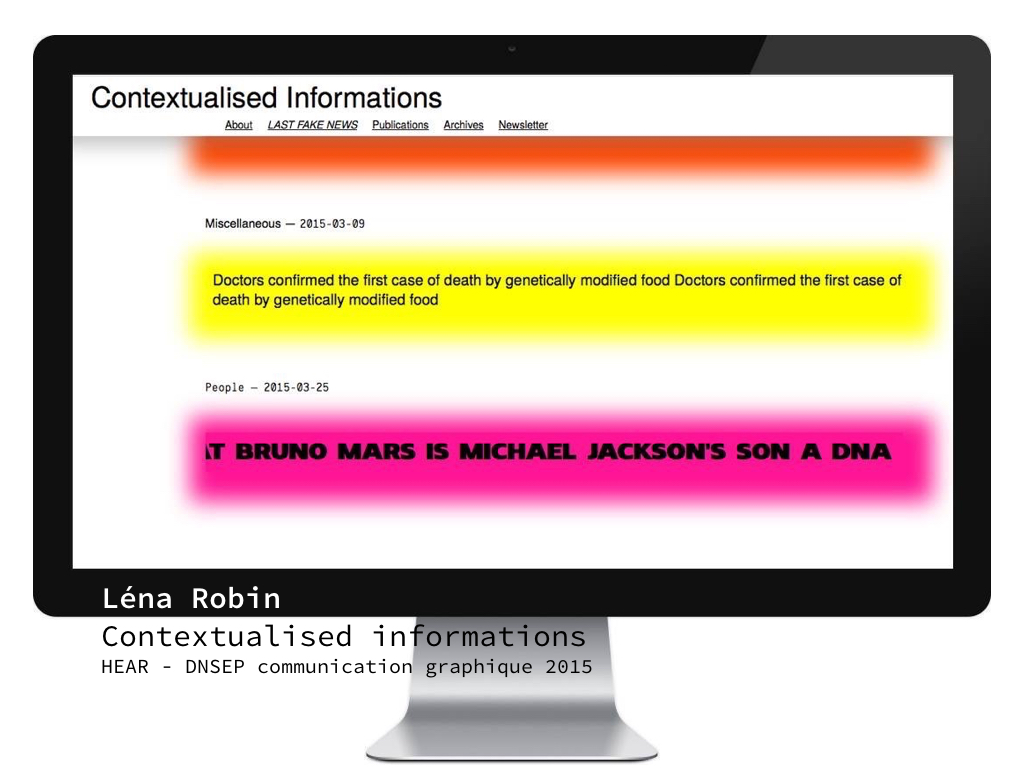 Contextualised Informations
About LAST FAKE NEWS Publications Archives Newsletter
Miscellaneous — 2015-03-09
Doctors confirmed the first case of death by genetically modified food Doctors confirmed the first case of
death by genetically modified food
People — 2015-03-25
BRUNO MARS IS MICHAEL JACKSON'S SON A DNA
Léna Robin
Contextualised informations
HEAR - DNSEP communication graphique 2015